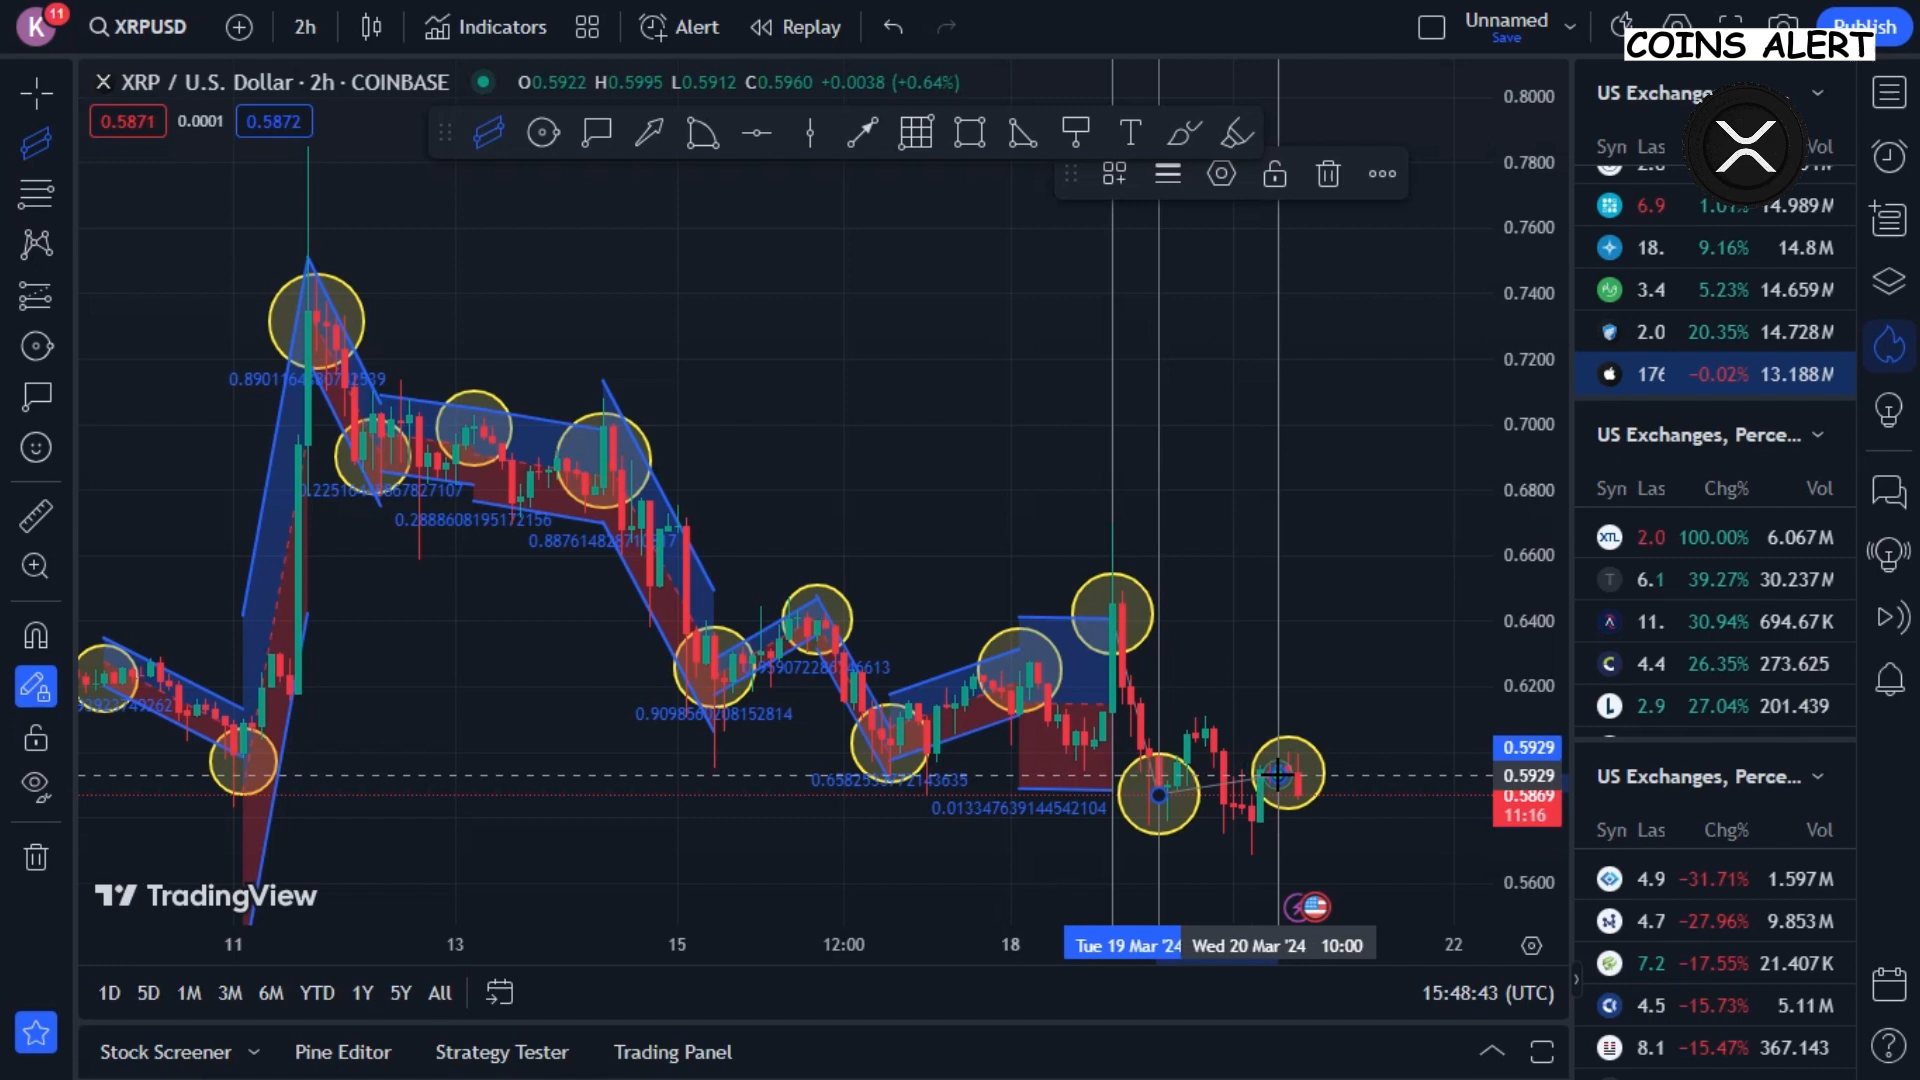 K
11
XRPUSD
2h
Indicators
Alert
Replay
Unnamed
Save
Publish
COINS ALERT
XRP / U.S. Dollar · 2h · COINBASE
O0.5922 H0.5995 L0.5912 C0.5960 +0.0038 (+0.64%)
0.5871
0.0001
0.5872
0.8000
0.7800
0.7600
0.7400
0.7200
0.7000
0.6800
0.6600
0.6400
0.6200
0.5929
0.5929
0.5869
11:16
0.5600
0.2888608195172156
0.9098560208152814
0.013347639144542104
TradingView
11
13
15
12:00
18
Tue 19 Mar '24
Wed 20 Mar '24 10:00
22
1D
5D
1M
3M
6M
YTD
1Y
5Y
All
15:48:43 (UTC)
Stock Screener
Pine Editor
Strategy Tester
Trading Panel
US Exchange
Syn Las Vol
6.9 14.989M
18. 9.16% 14.8M
3.4 5.23% 14.659M
2.0 20.35% 14.728M
176 −0.02% 13.188M
US Exchanges, Perce...
Syn Las Chg% Vol
XTL 2.0 100.00% 6.067M
T 6.1 39.27% 30.237M
11. 30.94% 694.67K
4.4 26.35% 273.625
2.9 27.04% 201.439
US Exchanges, Perce...
Syn Las Chg% Vol
4.9 −31.71% 1.597M
4.7 −27.96% 9.853M
7.2 −17.55% 21.407K
4.5 −15.73% 5.11M
8.1 −15.47% 367.143